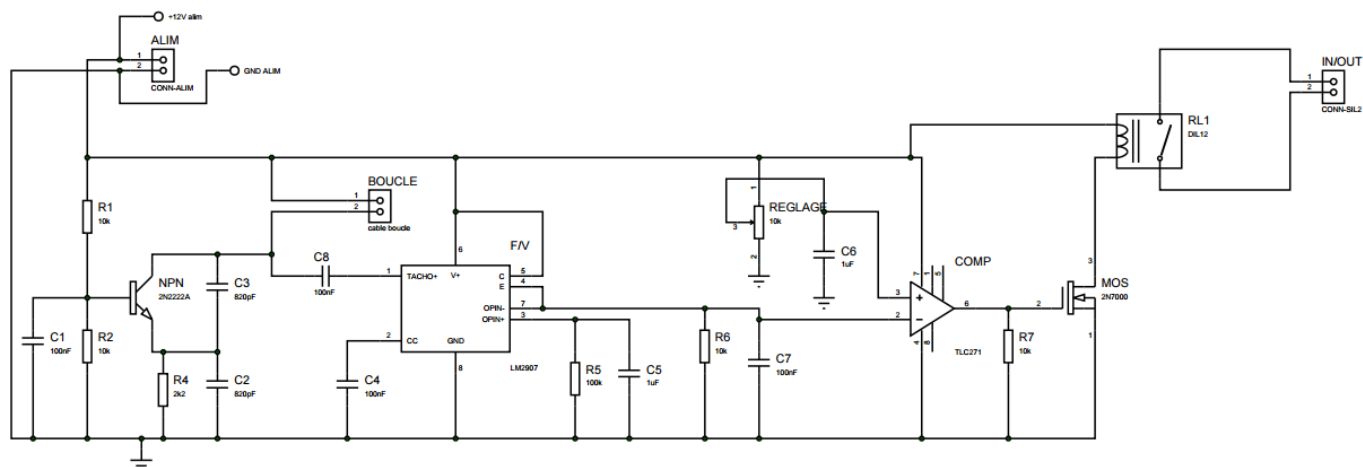 +12V alim
ALIM
1
2
CONN-ALIM
GND ALIM
IN/OUT
1
2
CONN-SIL2
RL1
DIL12
BOUCLE
1
2
cable boucle
R1
10k
REGLAGE
10k
1
3
2
C6
1uF
F/V
6
C8
100nF
1
TACHO+
V+
C
5
E
4
OPIN-
7
OPIN+
3
2
CC
GND
8
LM2907
NPN
2N2222A
C3
820pF
C1
100nF
R2
10k
R4
2k2
C2
820pF
C4
100nF
R5
100k
C5
1uF
R6
10k
C7
100nF
COMP
7
1
5
3
2
6
4
8
TLC271
R7
10k
MOS
2N7000
3
2
1